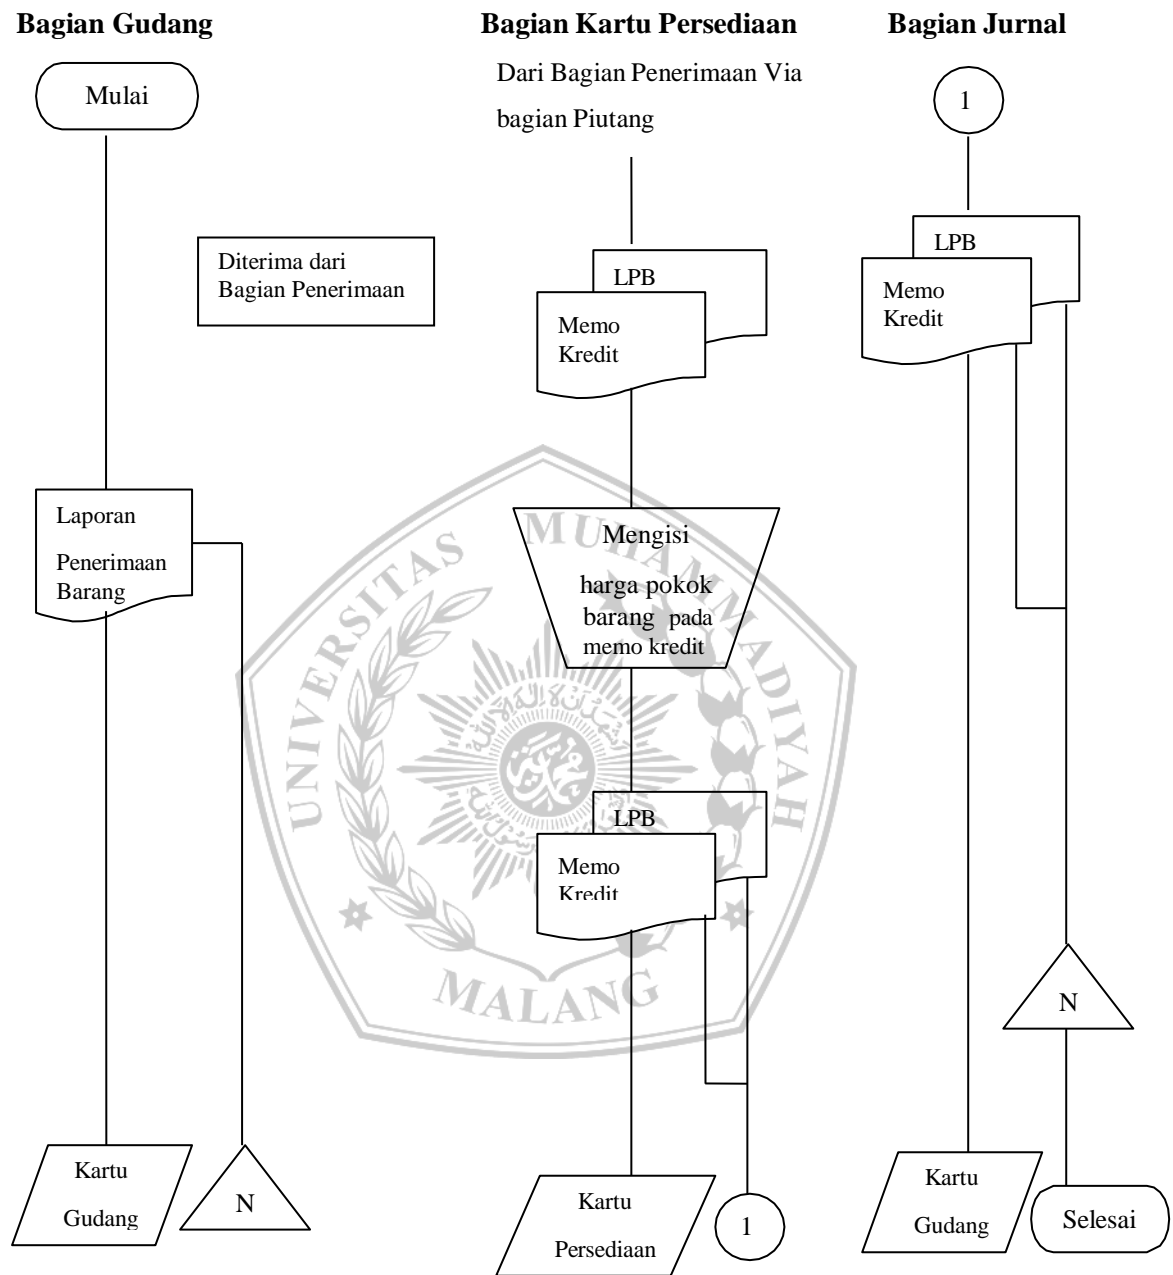 Bagian Gudang
Mulai
Diterima dari
Bagian Penerimaan
Laporan
Penerimaan
Barang
Kartu
Gudang
N
Bagian Kartu Persediaan
Dari Bagian Penerimaan Via
bagian Piutang
LPB
Memo
Kredit
Mengisi
harga pokok
barang pada
memo kredit
LPB
Memo
Kredit
Kartu
Persediaan
1
Bagian Jurnal
1
LPB
Memo
Kredit
N
Kartu
Gudang
Selesai
UNIVERSITAS MUHAMMADIYAH
MALANG